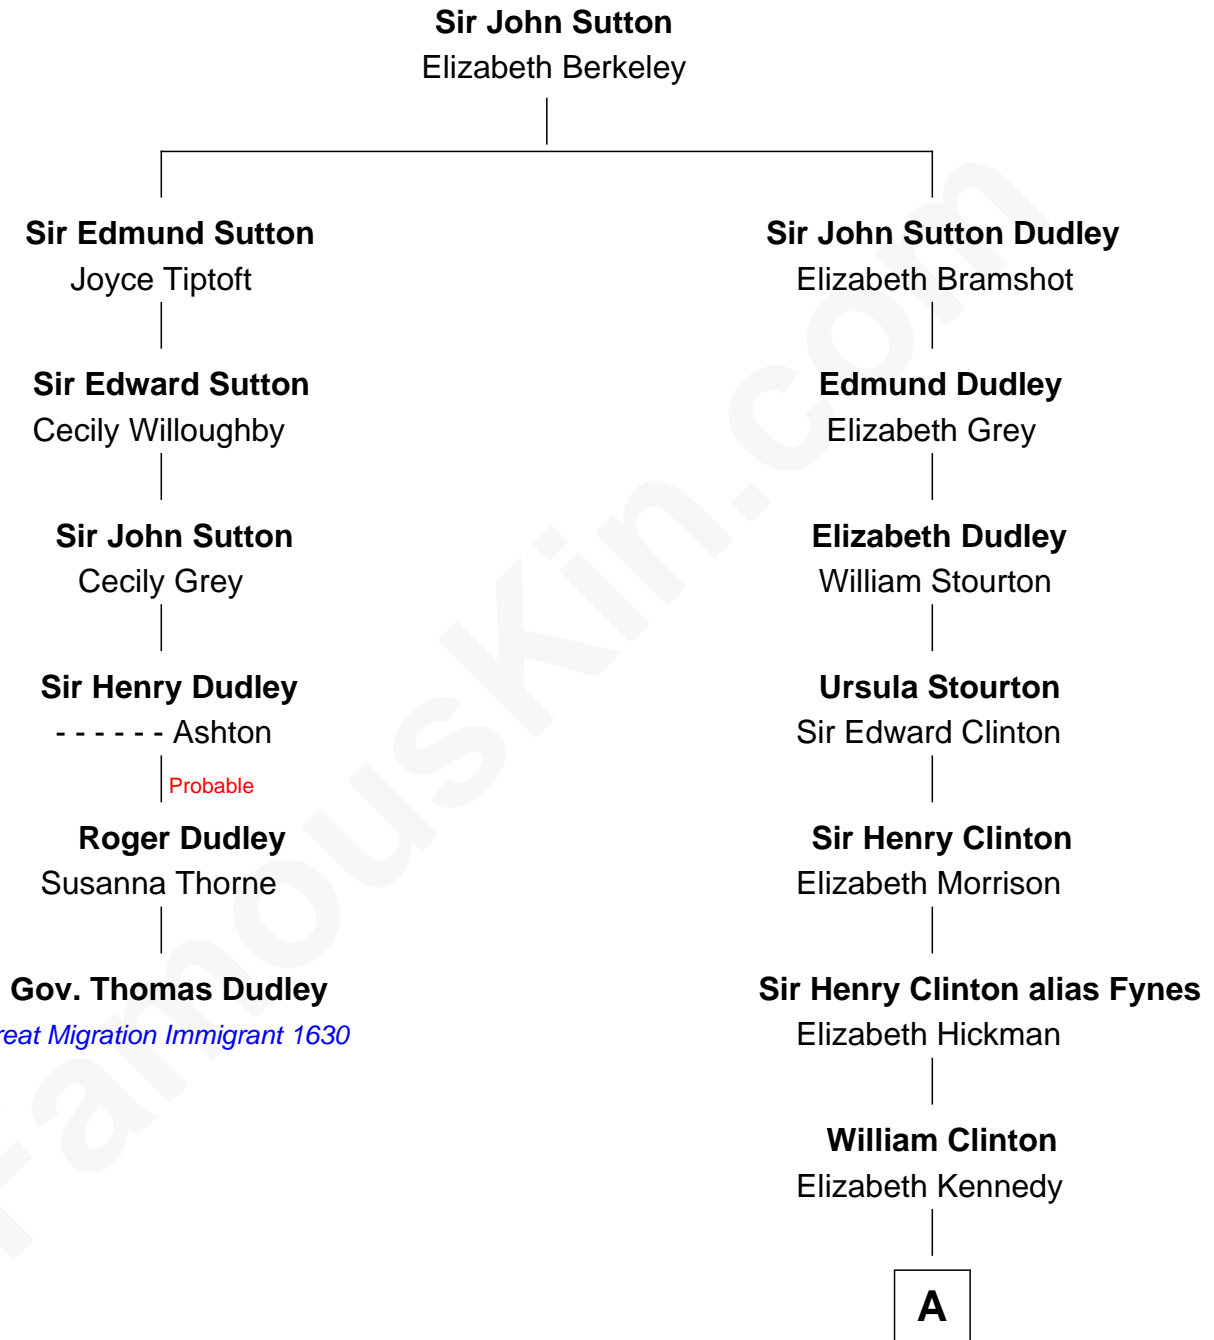 Sir John Sutton
Elizabeth Berkeley
Sir Edmund Sutton
Joyce Tiptoft
Sir Edward Sutton
Cecily Willoughby
Sir John Sutton
Cecily Grey
Sir Henry Dudley
- - - - - - Ashton
Probable
Roger Dudley
Susanna Thorne
Gov. Thomas Dudley
reat Migration Immigrant 1630
Sir John Sutton Dudley
Elizabeth Bramshot
Edmund Dudley
Elizabeth Grey
Elizabeth Dudley
William Stourton
Ursula Stourton
Sir Edward Clinton
Sir Henry Clinton
Elizabeth Morrison
Sir Henry Clinton alias Fynes
Elizabeth Hickman
William Clinton
Elizabeth Kennedy
A
FamousKin.com